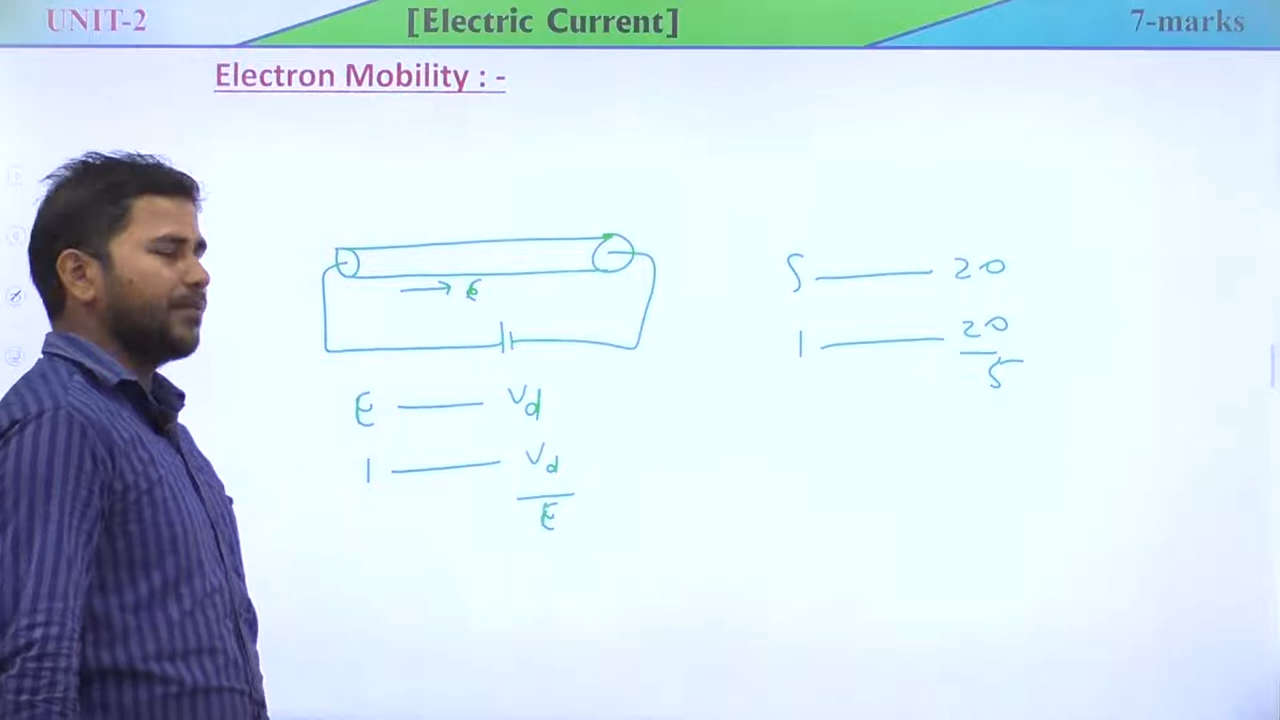 UNIT-2 [Electric Current] 7-marks
Electron Mobility : -
E
E — Vd
1 — Vd/E
5 — 20
1 — 20/5